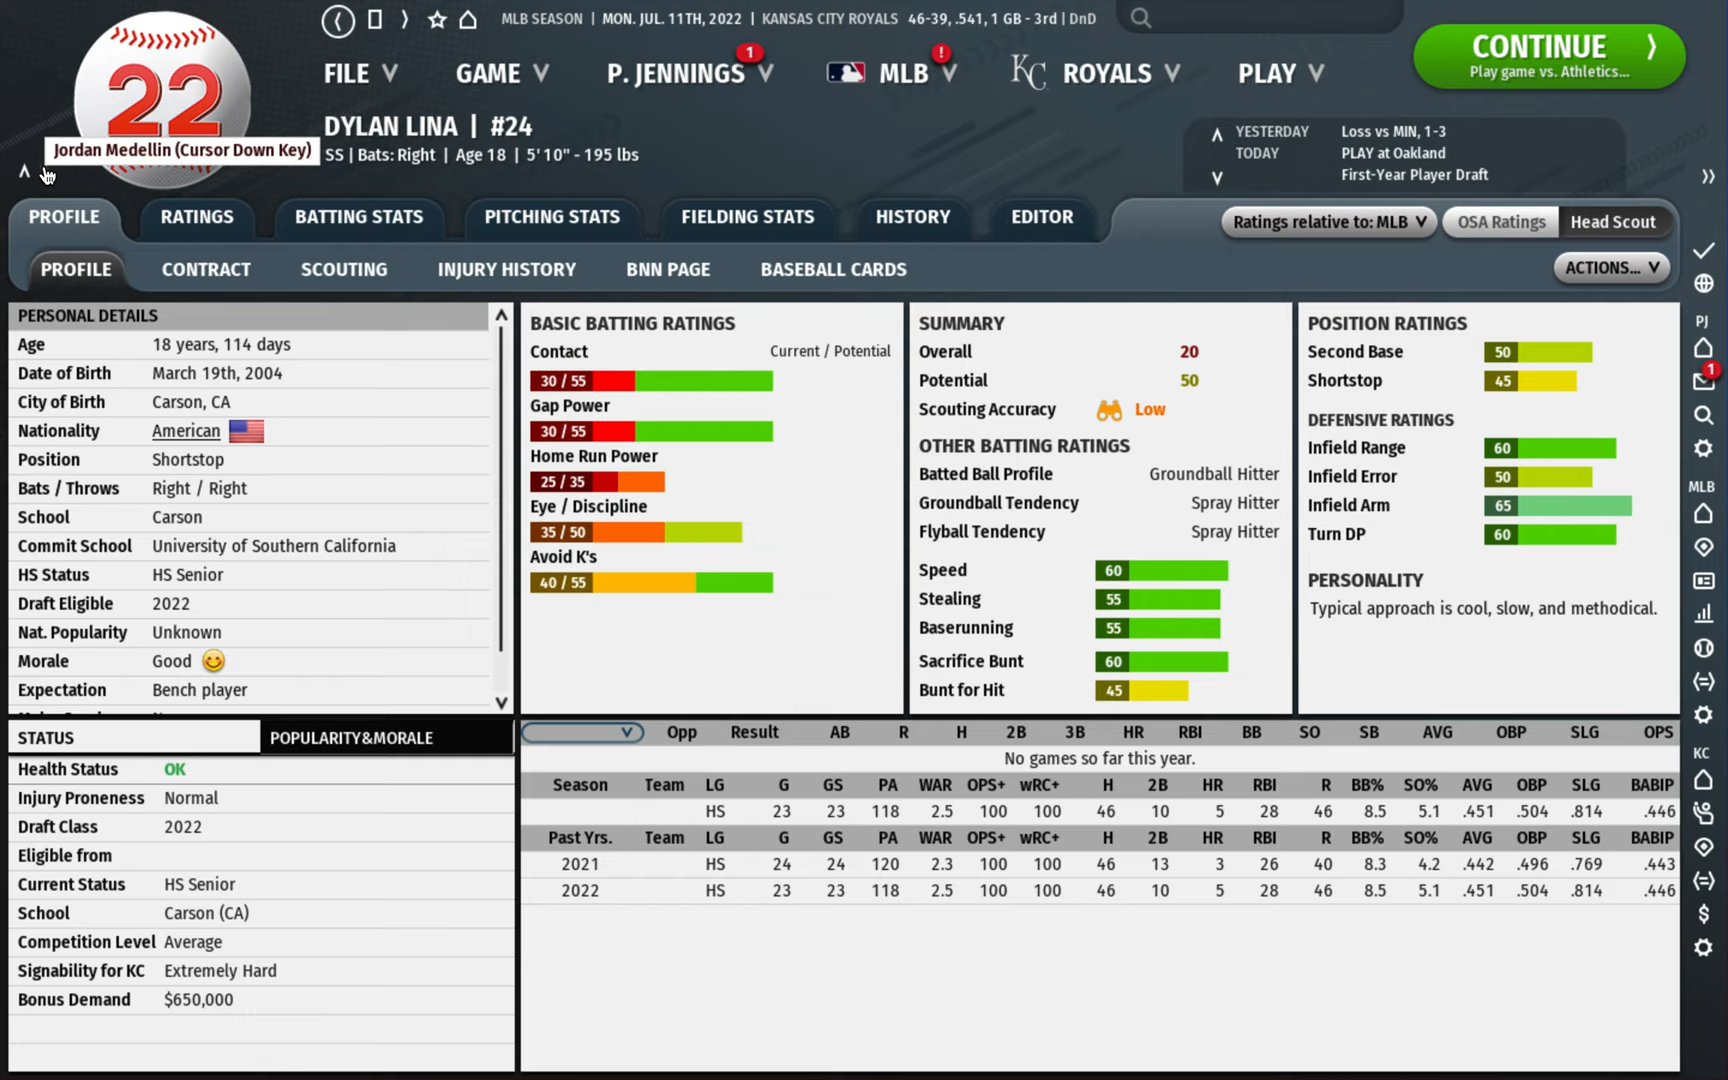 MLB SEASON | MON. JUL. 11TH, 2022 | KANSAS CITY ROYALS 46-39, .541, 1 GB - 3rd | DnD
FILE GAME P. JENNINGS 1 MLB ! KC ROYALS PLAY
CONTINUE
Play game vs. Athletics...
22
DYLAN LINA | #24
SS | Bats: Right | Age 18 | 5' 10" - 195 lbs
Jordan Medellin (Cursor Down Key)
YESTERDAY Loss vs MIN, 1-3
TODAY PLAY at Oakland
First-Year Player Draft
PROFILE RATINGS BATTING STATS PITCHING STATS FIELDING STATS HISTORY EDITOR
Ratings relative to: MLB OSA Ratings Head Scout
PROFILE CONTRACT SCOUTING INJURY HISTORY BNN PAGE BASEBALL CARDS
ACTIONS...
PERSONAL DETAILS
Age 18 years, 114 days
Date of Birth March 19th, 2004
City of Birth Carson, CA
Nationality American
Position Shortstop
Bats / Throws Right / Right
School Carson
Commit School University of Southern California
HS Status HS Senior
Draft Eligible 2022
Nat. Popularity Unknown
Morale Good
Expectation Bench player
BASIC BATTING RATINGS
Contact Current / Potential
30 / 55
Gap Power
30 / 55
Home Run Power
25 / 35
Eye / Discipline
35 / 50
Avoid K's
40 / 55
SUMMARY
Overall 20
Potential 50
Scouting Accuracy Low
OTHER BATTING RATINGS
Batted Ball Profile Groundball Hitter
Groundball Tendency Spray Hitter
Flyball Tendency Spray Hitter
Speed 60
Stealing 55
Baserunning 55
Sacrifice Bunt 60
Bunt for Hit 45
POSITION RATINGS
Second Base 50
Shortstop 45
DEFENSIVE RATINGS
Infield Range 60
Infield Error 50
Infield Arm 65
Turn DP 60
PERSONALITY
Typical approach is cool, slow, and methodical.
PJ
1
MLB
KC
$
STATUS POPULARITY&MORALE
Health Status OK
Injury Proneness Normal
Draft Class 2022
Eligible from
Current Status HS Senior
School Carson (CA)
Competition Level Average
Signability for KC Extremely Hard
Bonus Demand $650,000
Opp Result AB R H 2B 3B HR RBI BB SO SB AVG OBP SLG OPS
No games so far this year.
Season Team LG G GS PA WAR OPS+ wRC+ H 2B HR RBI R BB% SO% AVG OBP SLG BABIP
HS 23 23 118 2.5 100 100 46 10 5 28 46 8.5 5.1 .451 .504 .814 .446
Past Yrs. Team LG G GS PA WAR OPS+ wRC+ H 2B HR RBI R BB% SO% AVG OBP SLG BABIP
2021 HS 24 24 120 2.3 100 100 46 13 3 26 40 8.3 4.2 .442 .496 .769 .443
2022 HS 23 23 118 2.5 100 100 46 10 5 28 46 8.5 5.1 .451 .504 .814 .446